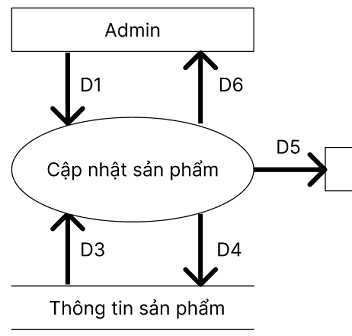 Admin
D1
D6
D5
Cập nhật sản phẩm
D3
D4
Thông tin sản phẩm